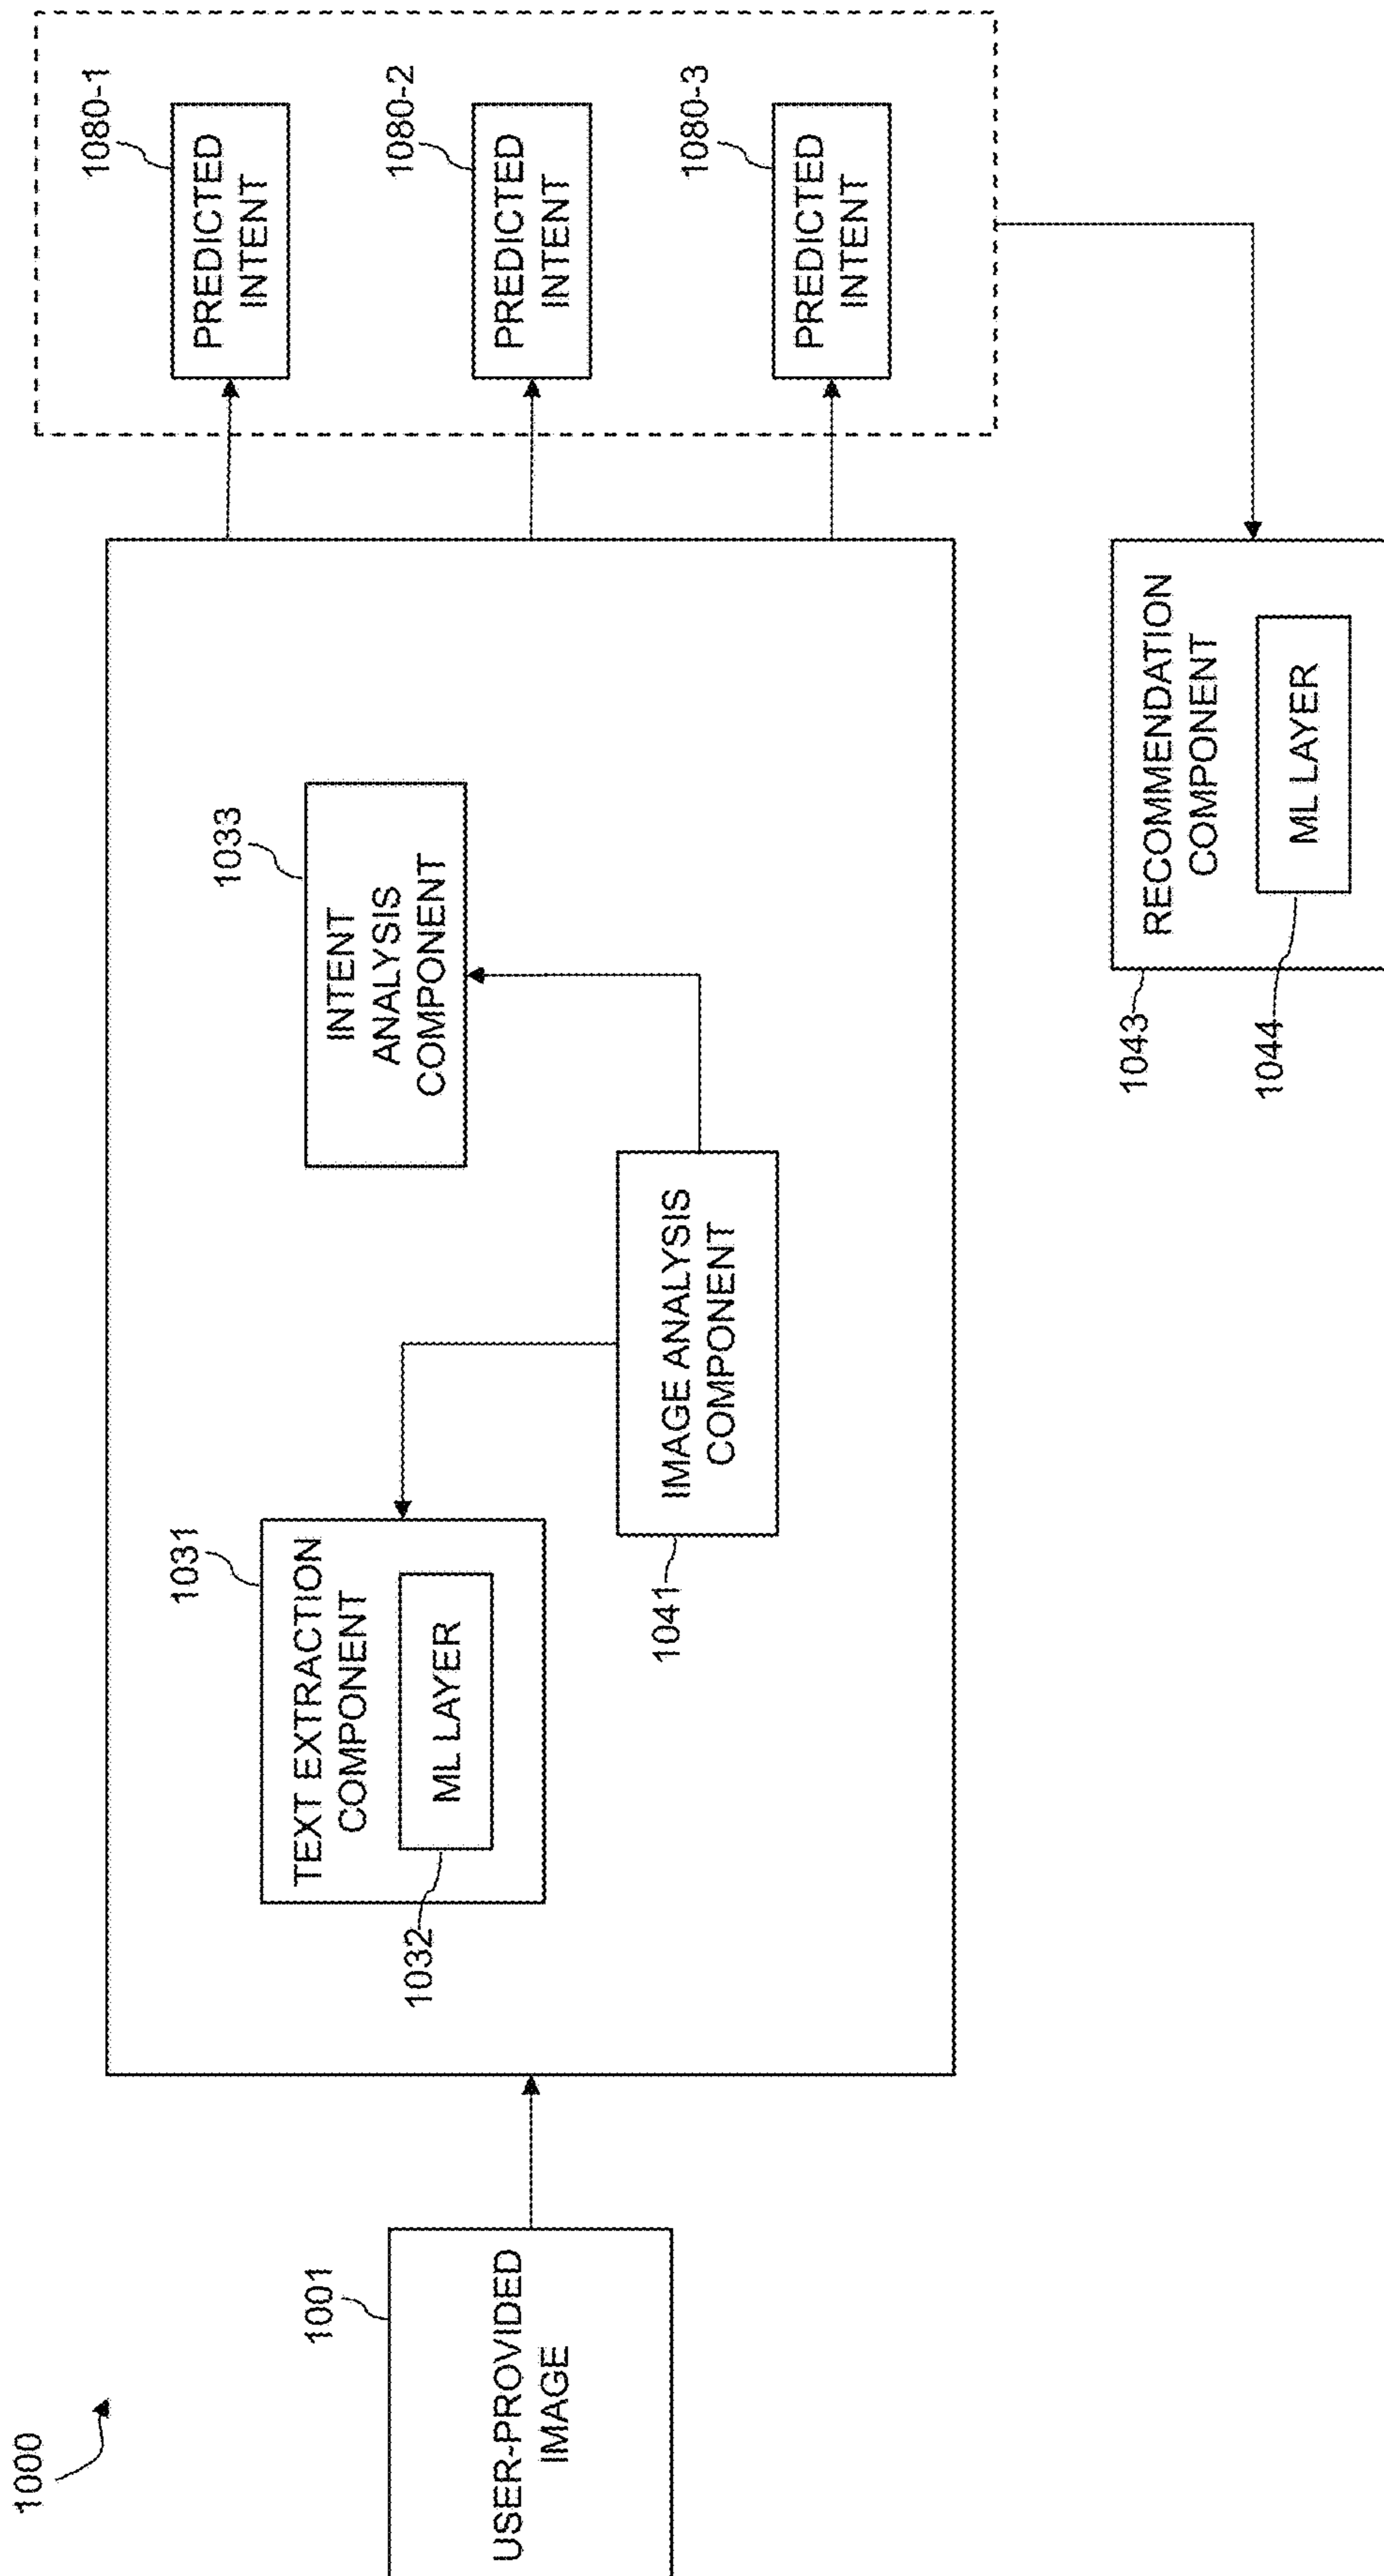 1000
1001
USER-PROVIDED
IMAGE
1031
TEXT EXTRACTION
COMPONENT
ML LAYER
1032
1041
IMAGE ANALYSIS
COMPONENT
1033
INTENT
ANALYSIS
COMPONENT
1080-1
PREDICTED
INTENT
1080-2
PREDICTED
INTENT
1080-3
PREDICTED
INTENT
1043
RECOMMENDATION
COMPONENT
ML LAYER
1044